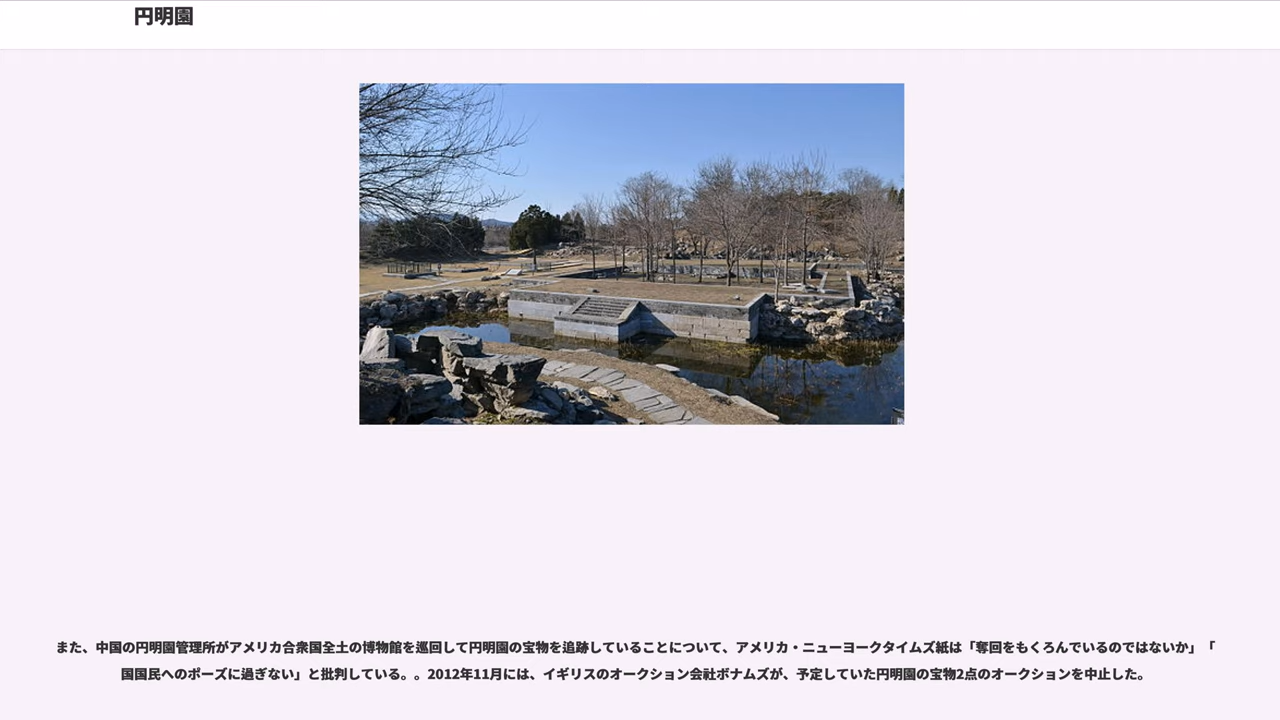 円明園
また、中国の円明園管理所がアメリカ合衆国全土の博物館を巡回して円明園の宝物を追跡していることについて、アメリカ・ニューヨークタイムズ紙は「奪回をもくろんでいるのではないか」「
国国民へのポーズに過ぎない」と批判している。。2012年11月には、イギリスのオークション会社ボナムズが、予定していた円明園の宝物2点のオークションを中止した。